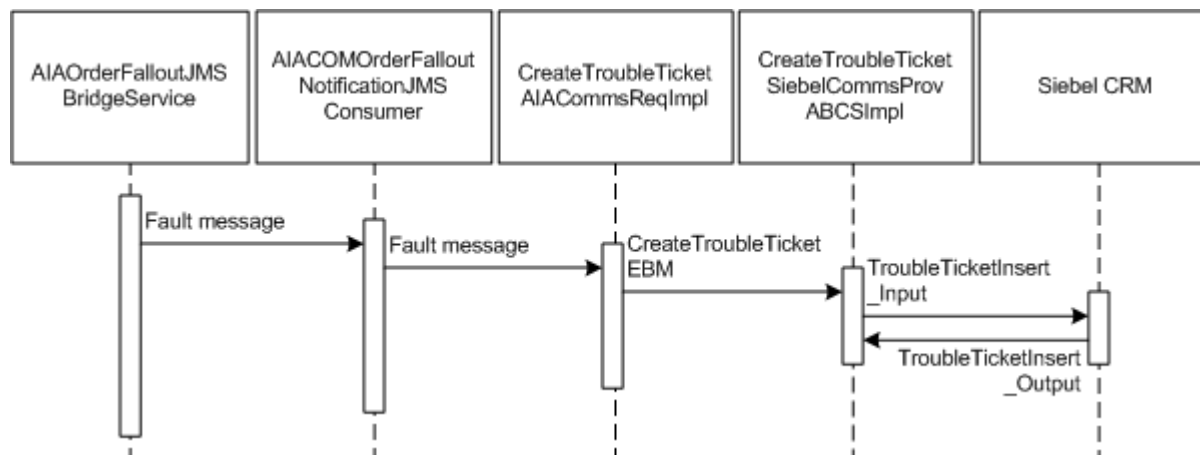 AIAOrderFalloutJMS
BridgeService
AIACOMOrderFallout
NotificationJMS
Consumer
CreateTroubleTicket
AIACommsReqImpl
CreateTroubleTicket
SiebelCommsProv
ABCSImpl
Siebel CRM
Fault message
Fault message
CreateTroubleTicket
EBM
TroubleTicketInsert
_Input
TroubleTicketInsert
_Output